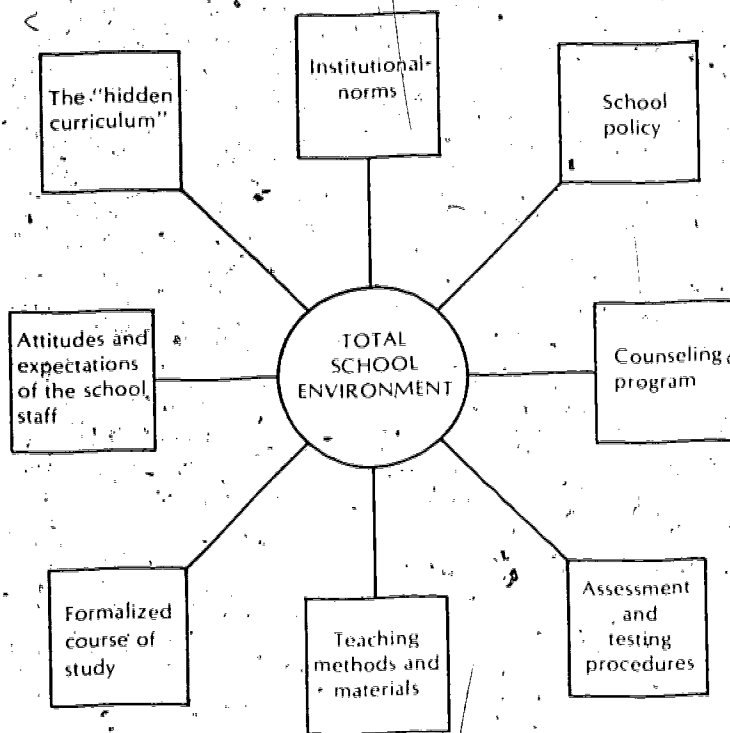 The "hidden
curriculum"
Institutional
norms
School
policy
Attitudes and
expectations
of the school
staff
TOTAL
SCHOOL
ENVIRONMENT
Counseling
program
Formalized
course of
study
Teaching
methods and
materials
Assessment
and
testing
procedures